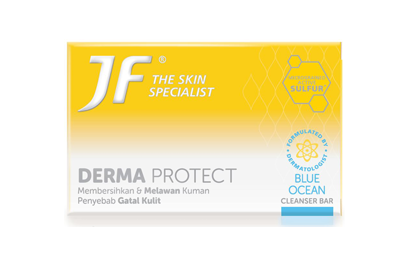 JF®
THE SKIN
SPECIALIST
MICRONIZED
ACTIVE
SULFUR
DERMA PROTECT
Membersihkan & Melawan Kuman
Penyebab Gatal Kulit
FORMULATED BY
DERMATOLOGIST
BLUE
OCEAN
CLEANSER BAR